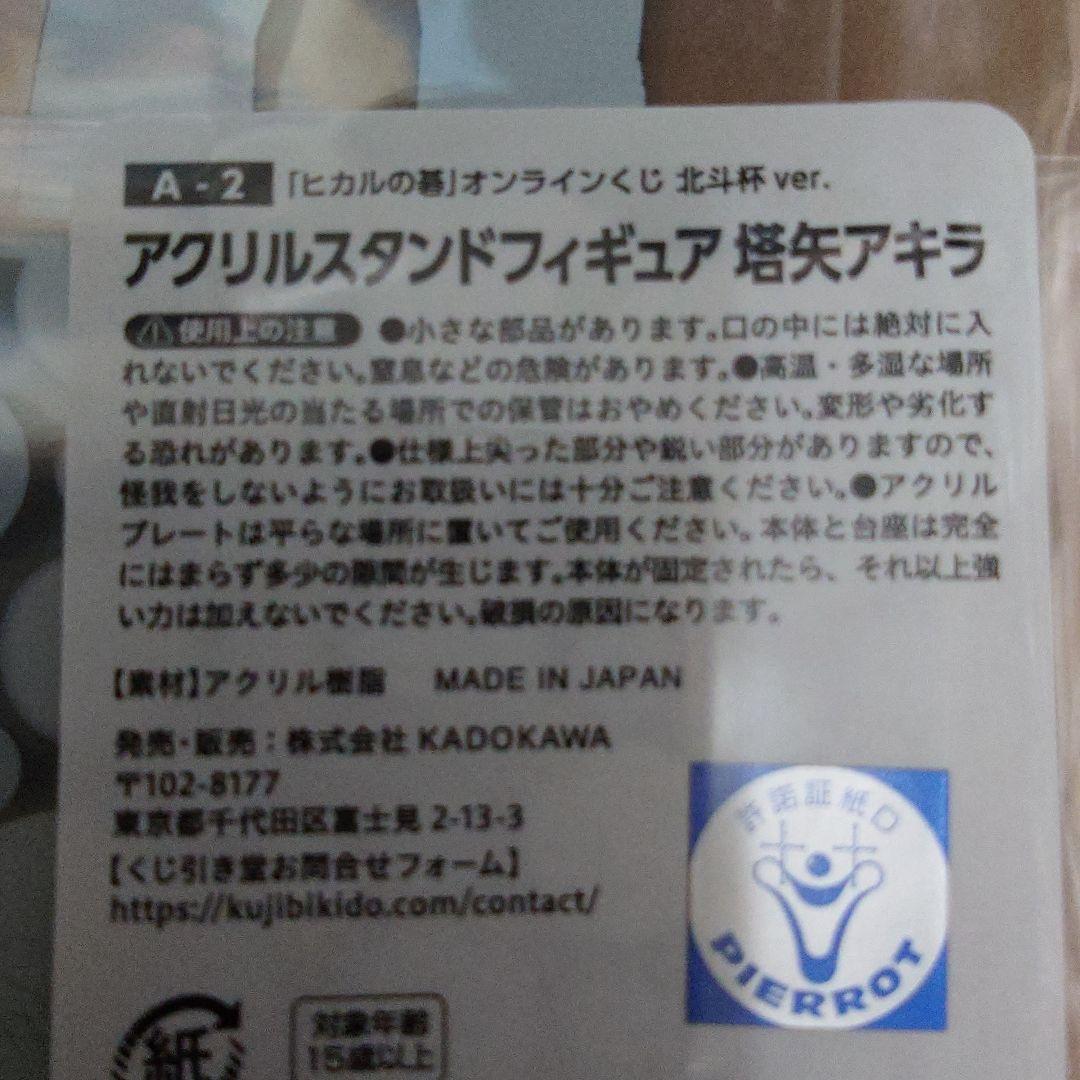 A - 2 「ヒカルの碁」オンラインくじ 北斗杯 ver.
アクリルスタンドフィギュア 塔矢アキラ
使用上の注意 ●小さな部品があります。口の中には絶対に入
れないでください。窒息などの危険があります。●高温・多湿な場所
や直射日光の当たる場所での保管はおやめください。変形や劣化す
る恐れがあります。●仕様上尖った部分や鋭い部分がありますので、
怪我をしないようにお取扱いには十分ご注意ください。●アクリル
プレートは平らな場所に置いてご使用ください。本体と台座は完全
にはまらず多少の隙間が生じます。本体が固定されたら、それ以上強
い力は加えないでください。破損の原因になります。
【素材】アクリル樹脂 MADE IN JAPAN
発売・販売：株式会社 KADOKAWA
〒102-8177
東京都千代田区富士見 2-13-3
【くじ引き堂お問合せフォーム】
https://kujibikido.com/contact/
許諾証紙口
PIERROT
紙
対象年齢
15歳以上